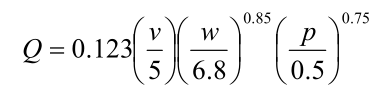 Q = 0.123 (v/5) (w/6.8)^0.85 (p/0.5)^0.75